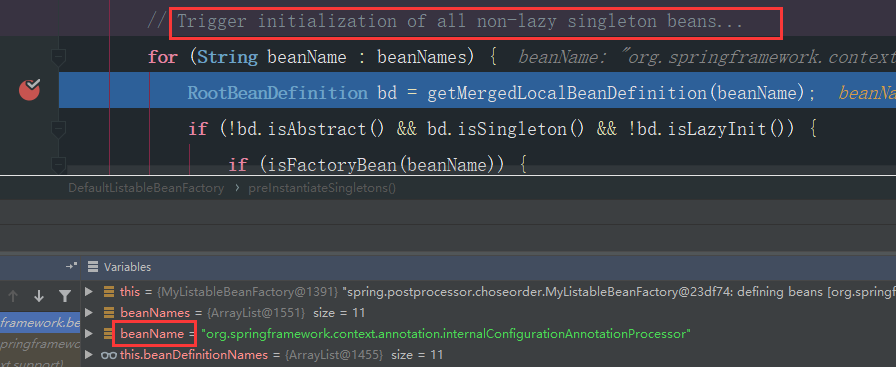 // Trigger initialization of all non-lazy singleton beans...
for (String beanName : beanNames) { beanName: "org.springframework.context
RootBeanDefinition bd = getMergedLocalBeanDefinition(beanName); beanNa
if (!bd.isAbstract() && bd.isSingleton() && !bd.isLazyInit()) {
if (isFactoryBean(beanName)) {
DefaultListableBeanFactory › preInstantiateSingletons()
Variables
this = {MyListableBeanFactory@1391} "spring.postprocessor.choseorder.MyListableBeanFactory@23df74: defining beans [org.springfra
beanNames = {ArrayList@1551} size = 11
framework.be
beanName = "org.springframework.context.annotation.internalConfigurationAnnotationProcessor"
pringframewo
this.beanDefinitionNames = {ArrayList@1455} size = 11
xt.support)